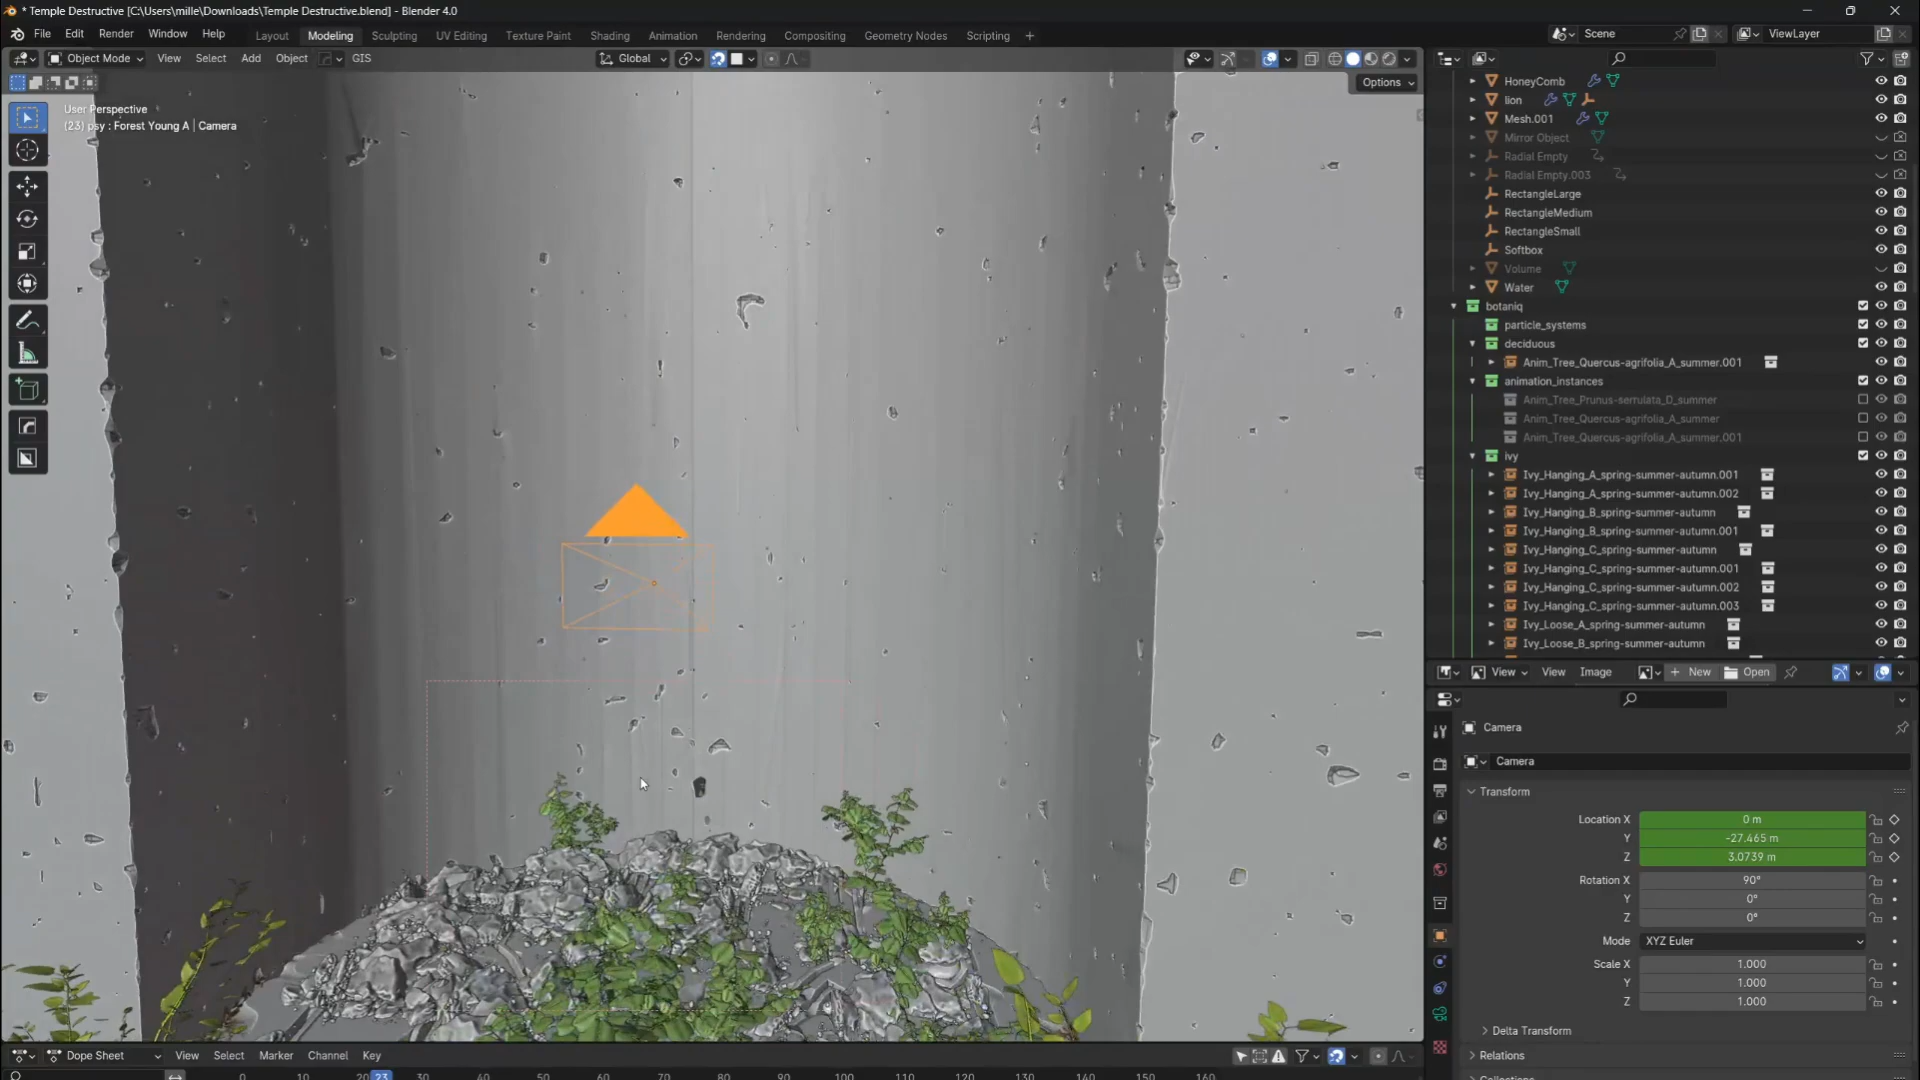 * Temple Destructive [C:\Users\mille\Downloads\Temple Destructive.blend] - Blender 4.0
File Edit Render Window Help Layout Modeling Sculpting UV Editing Texture Paint Shading Animation Rendering Compositing Geometry Nodes Scripting + Scene ViewLayer
Object Mode View Select Add Object GIS Global
Options
User Perspective
(23) psy : Forest Young A | Camera
HoneyComb
lion
Mesh.001
Mirror Object
Radial Empty
Radial Empty.003
RectangleLarge
RectangleMedium
RectangleSmall
Softbox
Volume
Water
botaniq
particle_systems
deciduous
Anim_Tree_Quercus-agrifolia_A_summer.001
animation_instances
Anim_Tree_Prunus-serrulata_D_summer
Anim_Tree_Quercus-agrifolia_A_summer
Anim_Tree_Quercus-agrifolia_A_summer.001
ivy
Ivy_Hanging_A_spring-summer-autumn.001
Ivy_Hanging_A_spring-summer-autumn.002
Ivy_Hanging_B_spring-summer-autumn
Ivy_Hanging_B_spring-summer-autumn.001
Ivy_Hanging_C_spring-summer-autumn
Ivy_Hanging_C_spring-summer-autumn.001
Ivy_Hanging_C_spring-summer-autumn.002
Ivy_Hanging_C_spring-summer-autumn.003
Ivy_Loose_A_spring-summer-autumn
Ivy_Loose_B_spring-summer-autumn
View View Image + New Open
Camera
Camera
Transform
Location X 0 m
Y -27.465 m
Z 3.0739 m
Rotation X 90°
Y 0°
Z 0°
Mode XYZ Euler
Scale X 1.000
Y 1.000
Z 1.000
Delta Transform
Relations
Collections
Dope Sheet View Select Marker Channel Key
0 10 20 23 30 40 50 60 70 80 90 100 110 120 130 140 150 160